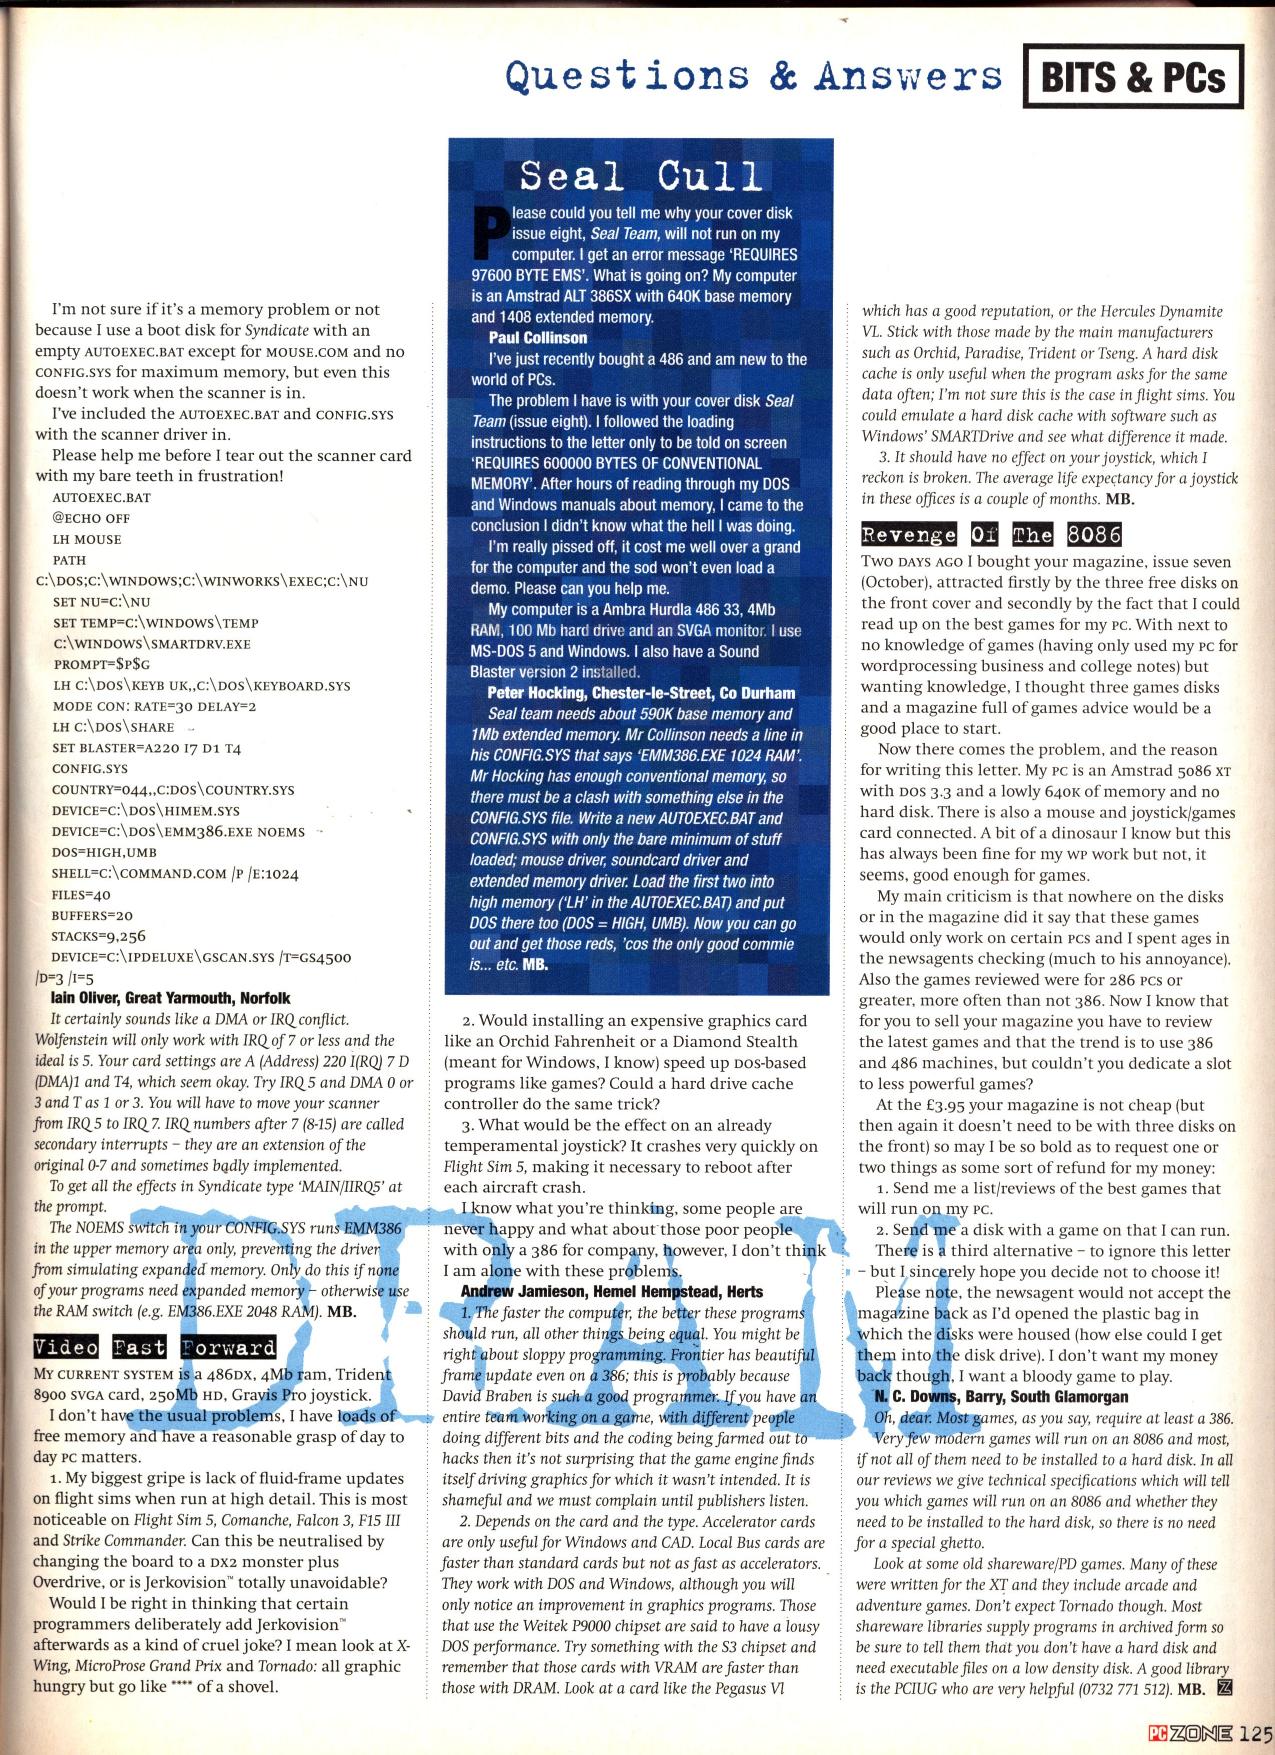 Questions & Answers BITS & PCs
I'm not sure if it's a memory problem or not
because I use a boot disk for Syndicate with an
empty AUTOEXEC.BAT except for MOUSE.COM and no
CONFIG.SYS for maximum memory, but even this
doesn't work when the scanner is in.
I've included the AUTOEXEC.BAT and CONFIG.SYS
with the scanner driver in.
Please help me before I tear out the scanner card
with my bare teeth in frustration!
AUTOEXEC.BAT
@ECHO OFF
LH MOUSE
PATH
C:\DOS;C:\WINDOWS;C:\WINWORKS\EXEC;C:\NU
SET NU=C:\NU
SET TEMP=C:\WINDOWS\TEMP
C:\WINDOWS\SMARTDRV.EXE
PROMPT=$P$G
LH C:\DOS\KEYB UK,,C:\DOS\KEYBOARD.SYS
MODE CON: RATE=30 DELAY=2
LH C:\DOS\SHARE
SET BLASTER=A220 I7 D1 T4
CONFIG.SYS
COUNTRY=044,,C:DOS\COUNTRY.SYS
DEVICE=C:\DOS\HIMEM.SYS
DEVICE=C:\DOS\EMM386.EXE NOEMS
DOS=HIGH,UMB
SHELL=C:\COMMAND.COM /P /E:1024
FILES=40
BUFFERS=20
STACKS=9,256
DEVICE=C:\IPDELUXE\GSCAN.SYS /T=GS4500
/D=3 /I=5
Iain Oliver, Great Yarmouth, Norfolk
It certainly sounds like a DMA or IRQ conflict.
Wolfenstein will only work with IRQ of 7 or less and the
ideal is 5. Your card settings are A (Address) 220 I(RQ) 7 D
(DMA)1 and T4, which seem okay. Try IRQ 5 and DMA 0 or
3 and T as 1 or 3. You will have to move your scanner
from IRQ 5 to IRQ 7. IRQ numbers after 7 (8-15) are called
secondary interrupts – they are an extension of the
original 0-7 and sometimes badly implemented.
To get all the effects in Syndicate type 'MAIN/IIRQ5' at
the prompt.
The NOEMS switch in your CONFIG.SYS runs EMM386
in the upper memory area only, preventing the driver
from simulating expanded memory. Only do this if none
of your programs need expanded memory – otherwise use
the RAM switch (e.g. EM386.EXE 2048 RAM). MB.
Video Fast Forward
MY CURRENT SYSTEM is a 486DX, 4Mb ram, Trident
8900 SVGA card, 250Mb HD, Gravis Pro joystick.
I don't have the usual problems, I have loads of
free memory and have a reasonable grasp of day to
day PC matters.
1. My biggest gripe is lack of fluid-frame updates
on flight sims when run at high detail. This is most
noticeable on Flight Sim 5, Comanche, Falcon 3, F15 III
and Strike Commander. Can this be neutralised by
changing the board to a DX2 monster plus
Overdrive, or is Jerkovision™ totally unavoidable?
Would I be right in thinking that certain
programmers deliberately add Jerkovision™
afterwards as a kind of cruel joke? I mean look at X-
Wing, MicroProse Grand Prix and Tornado: all graphic
hungry but go like **** of a shovel.
Seal Cull
Please could you tell me why your cover disk
issue eight, Seal Team, will not run on my
computer. I get an error message 'REQUIRES
97600 BYTE EMS'. What is going on? My computer
is an Amstrad ALT 386SX with 640K base memory
and 1408 extended memory.
Paul Collinson
I've just recently bought a 486 and am new to the
world of PCs.
The problem I have is with your cover disk Seal
Team (issue eight). I followed the loading
instructions to the letter only to be told on screen
'REQUIRES 600000 BYTES OF CONVENTIONAL
MEMORY'. After hours of reading through my DOS
and Windows manuals about memory, I came to the
conclusion I didn't know what the hell I was doing.
I'm really pissed off, it cost me well over a grand
for the computer and the sod won't even load a
demo. Please can you help me.
My computer is a Ambra Hurdla 486 33, 4Mb
RAM, 100 Mb hard drive and an SVGA monitor. I use
MS-DOS 5 and Windows. I also have a Sound
Blaster version 2 installed.
Peter Hocking, Chester-le-Street, Co Durham
Seal team needs about 590K base memory and
1Mb extended memory. Mr Collinson needs a line in
his CONFIG.SYS that says 'EMM386.EXE 1024 RAM'.
Mr Hocking has enough conventional memory, so
there must be a clash with something else in the
CONFIG.SYS file. Write a new AUTOEXEC.BAT and
CONFIG.SYS with only the bare minimum of stuff
loaded; mouse driver, soundcard driver and
extended memory driver. Load the first two into
high memory ('LH' in the AUTOEXEC.BAT) and put
DOS there too (DOS = HIGH, UMB). Now you can go
out and get those reds, 'cos the only good commie
is... etc. MB.
2. Would installing an expensive graphics card
like an Orchid Fahrenheit or a Diamond Stealth
(meant for Windows, I know) speed up DOS-based
programs like games? Could a hard drive cache
controller do the same trick?
3. What would be the effect on an already
temperamental joystick? It crashes very quickly on
Flight Sim 5, making it necessary to reboot after
each aircraft crash.
I know what you're thinking, some people are
never happy and what about those poor people
with only a 386 for company, however, I don't think
I am alone with these problems.
Andrew Jamieson, Hemel Hempstead, Herts
1. The faster the computer, the better these programs
should run, all other things being equal. You might be
right about sloppy programming. Frontier has beautiful
frame update even on a 386; this is probably because
David Braben is such a good programmer. If you have an
entire team working on a game, with different people
doing different bits and the coding being farmed out to
hacks then it's not surprising that the game engine finds
itself driving graphics for which it wasn't intended. It is
shameful and we must complain until publishers listen.
2. Depends on the card and the type. Accelerator cards
are only useful for Windows and CAD. Local Bus cards are
faster than standard cards but not as fast as accelerators.
They work with DOS and Windows, although you will
only notice an improvement in graphics programs. Those
that use the Weitek P9000 chipset are said to have a lousy
DOS performance. Try something with the S3 chipset and
remember that those cards with VRAM are faster than
those with DRAM. Look at a card like the Pegasus Vl
which has a good reputation, or the Hercules Dynamite
VL. Stick with those made by the main manufacturers
such as Orchid, Paradise, Trident or Tseng. A hard disk
cache is only useful when the program asks for the same
data often; I'm not sure this is the case in flight sims. You
could emulate a hard disk cache with software such as
Windows' SMARTDrive and see what difference it made.
3. It should have no effect on your joystick, which I
reckon is broken. The average life expectancy for a joystick
in these offices is a couple of months. MB.
Revenge Of The 8086
TWO DAYS AGO I bought your magazine, issue seven
(October), attracted firstly by the three free disks on
the front cover and secondly by the fact that I could
read up on the best games for my PC. With next to
no knowledge of games (having only used my PC for
wordprocessing business and college notes) but
wanting knowledge, I thought three games disks
and a magazine full of games advice would be a
good place to start.
Now there comes the problem, and the reason
for writing this letter. My PC is an Amstrad 5086 XT
with DOS 3.3 and a lowly 640K of memory and no
hard disk. There is also a mouse and joystick/games
card connected. A bit of a dinosaur I know but this
has always been fine for my WP work but not, it
seems, good enough for games.
My main criticism is that nowhere on the disks
or in the magazine did it say that these games
would only work on certain PCs and I spent ages in
the newsagents checking (much to his annoyance).
Also the games reviewed were for 286 PCs or
greater, more often than not 386. Now I know that
for you to sell your magazine you have to review
the latest games and that the trend is to use 386
and 486 machines, but couldn't you dedicate a slot
to less powerful games?
At the £3.95 your magazine is not cheap (but
then again it doesn't need to be with three disks on
the front) so may I be so bold as to request one or
two things as some sort of refund for my money:
1. Send me a list/reviews of the best games that
will run on my PC.
2. Send me a disk with a game on that I can run.
There is a third alternative – to ignore this letter
– but I sincerely hope you decide not to choose it!
Please note, the newsagent would not accept the
magazine back as I'd opened the plastic bag in
which the disks were housed (how else could I get
them into the disk drive). I don't want my money
back though, I want a bloody game to play.
N. C. Downs, Barry, South Glamorgan
Oh, dear. Most games, as you say, require at least a 386.
Very few modern games will run on an 8086 and most,
if not all of them need to be installed to a hard disk. In all
our reviews we give technical specifications which will tell
you which games will run on an 8086 and whether they
need to be installed to the hard disk, so there is no need
for a special ghetto.
Look at some old shareware/PD games. Many of these
were written for the XT and they include arcade and
adventure games. Don't expect Tornado though. Most
shareware libraries supply programs in archived form so
be sure to tell them that you don't have a hard disk and
need executable files on a low density disk. A good library
is the PCIUG who are very helpful (0732 771 512). MB. Z
DRAM
PC ZONE 125